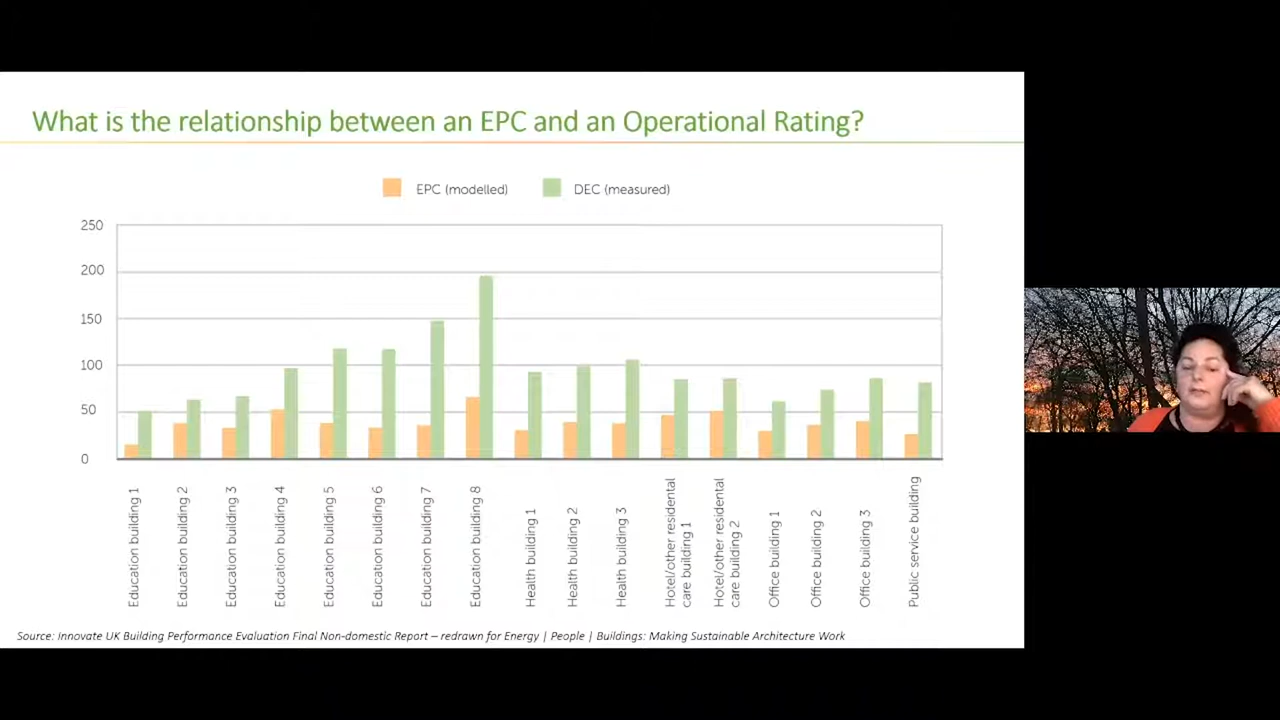 What is the relationship between an EPC and an Operational Rating?
EPC (modelled)
DEC (measured)
250
200
150
100
50
0
Education building 1
Education building 2
Education building 3
Education building 4
Education building 5
Education building 6
Education building 7
Education building 8
Health building 1
Health building 2
Health building 3
Hotel/other residential
care building 1
Hotel/other residential
care building 2
Office building 1
Office building 2
Office building 3
Public service building
Source: Innovate UK Building Performance Evaluation Final Non-domestic Report – redrawn for Energy | People | Buildings: Making Sustainable Architecture Work